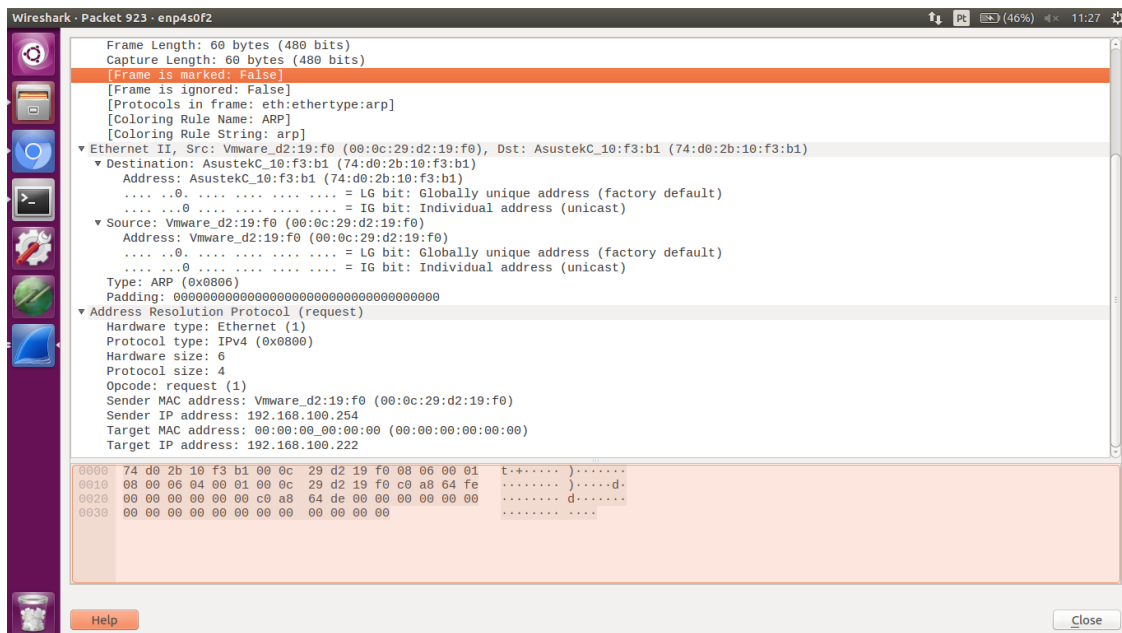 Wireshark · Packet 923 · enp4s0f2
Pt (46%) 11:27
Frame Length: 60 bytes (480 bits)
Capture Length: 60 bytes (480 bits)
[Frame is marked: False]
[Frame is ignored: False]
[Protocols in frame: eth:ethertype:arp]
[Coloring Rule Name: ARP]
[Coloring Rule String: arp]
Ethernet II, Src: Vmware_d2:19:f0 (00:0c:29:d2:19:f0), Dst: AsustekC_10:f3:b1 (74:d0:2b:10:f3:b1)
Destination: AsustekC_10:f3:b1 (74:d0:2b:10:f3:b1)
Address: AsustekC_10:f3:b1 (74:d0:2b:10:f3:b1)
.... ..0. .... .... .... .... = LG bit: Globally unique address (factory default)
.... ...0 .... .... .... .... = IG bit: Individual address (unicast)
Source: Vmware_d2:19:f0 (00:0c:29:d2:19:f0)
Address: Vmware_d2:19:f0 (00:0c:29:d2:19:f0)
.... ..0. .... .... .... .... = LG bit: Globally unique address (factory default)
.... ...0 .... .... .... .... = IG bit: Individual address (unicast)
Type: ARP (0x0806)
Padding: 000000000000000000000000000000000000
Address Resolution Protocol (request)
Hardware type: Ethernet (1)
Protocol type: IPv4 (0x0800)
Hardware size: 6
Protocol size: 4
Opcode: request (1)
Sender MAC address: Vmware_d2:19:f0 (00:0c:29:d2:19:f0)
Sender IP address: 192.168.100.254
Target MAC address: 00:00:00_00:00:00 (00:00:00:00:00:00)
Target IP address: 192.168.100.222
0000 74 d0 2b 10 f3 b1 00 0c 29 d2 19 f0 08 06 00 01 t·+····· )·······
0010 08 00 06 04 00 01 00 0c 29 d2 19 f0 c0 a8 64 fe ········ )·····d·
0020 00 00 00 00 00 00 c0 a8 64 de 00 00 00 00 00 00 ········ d·······
0030 00 00 00 00 00 00 00 00 00 00 00 00 ········ ····
Help
Close